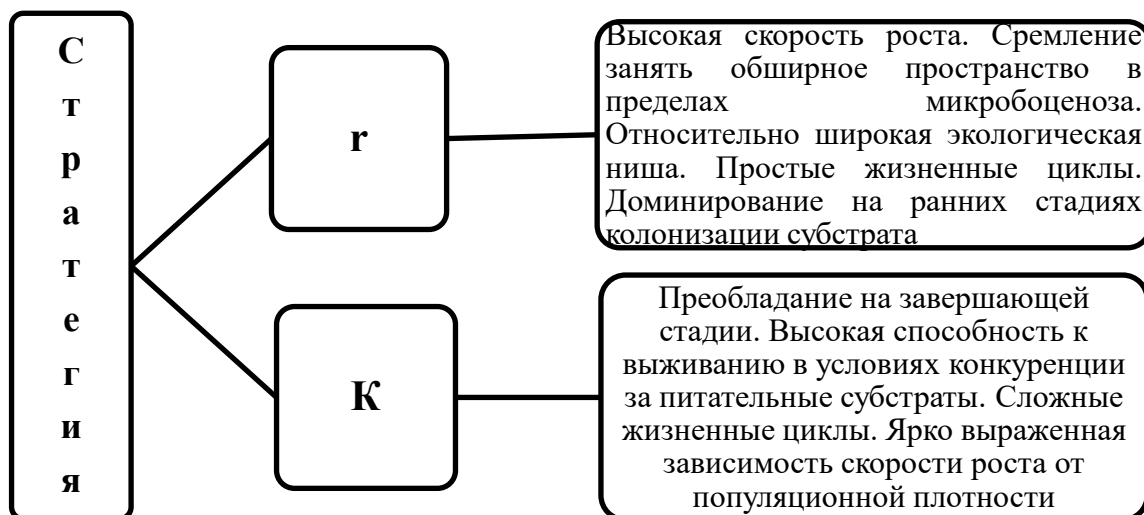 Стратегия
r
Высокая скорость роста. Сремление
занять обширное пространство в
пределах микробоценоза.
Относительно широкая экологическая
ниша. Простые жизненные циклы.
Доминирование на ранних стадиях
колонизации субстрата
К
Преобладание на завершающей
стадии. Высокая способность к
выживанию в условиях конкуренции
за питательные субстраты. Сложные
жизненные циклы. Ярко выраженная
зависимость скорости роста от
популяционной плотности